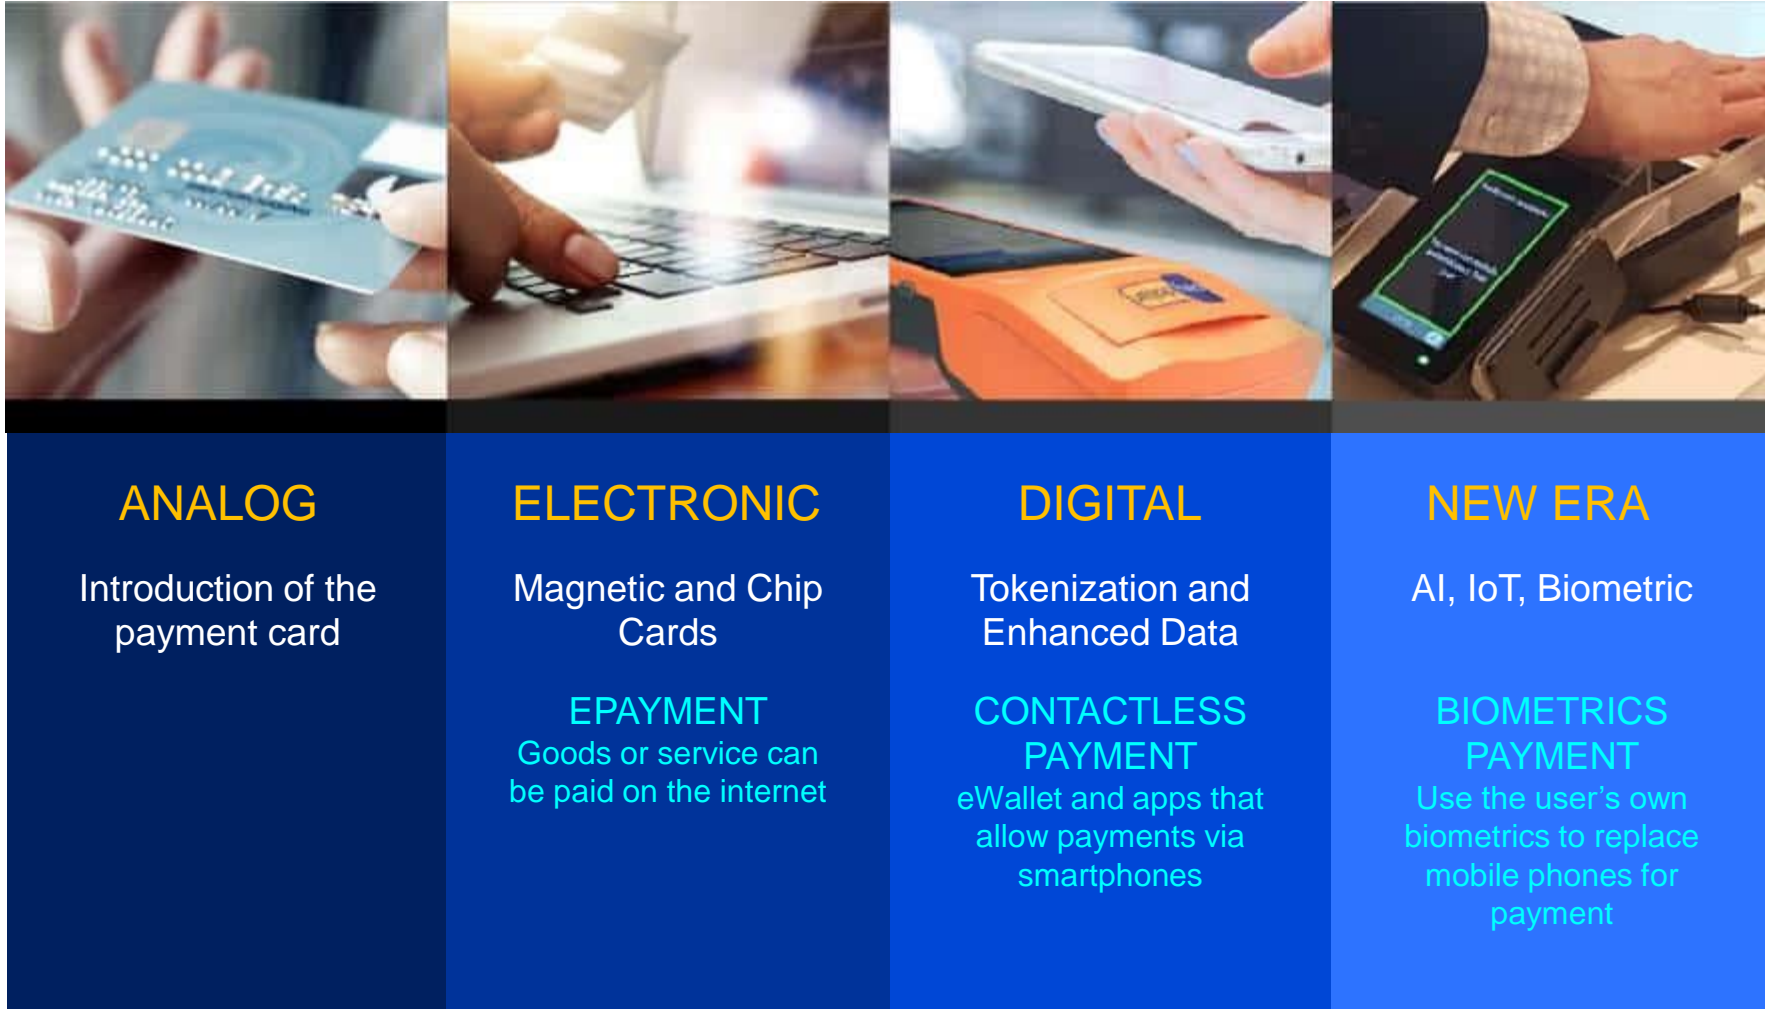 ANALOG
Introduction of the
payment card
ELECTRONIC
Magnetic and Chip
Cards
EPAYMENT
Goods or service can
be paid on the internet
DIGITAL
Tokenization and
Enhanced Data
CONTACTLESS
PAYMENT
eWallet and apps that
allow payments via
smartphones
NEW ERA
AI, IoT, Biometric
BIOMETRICS
PAYMENT
Use the user’s own
biometrics to replace
mobile phones for
payment